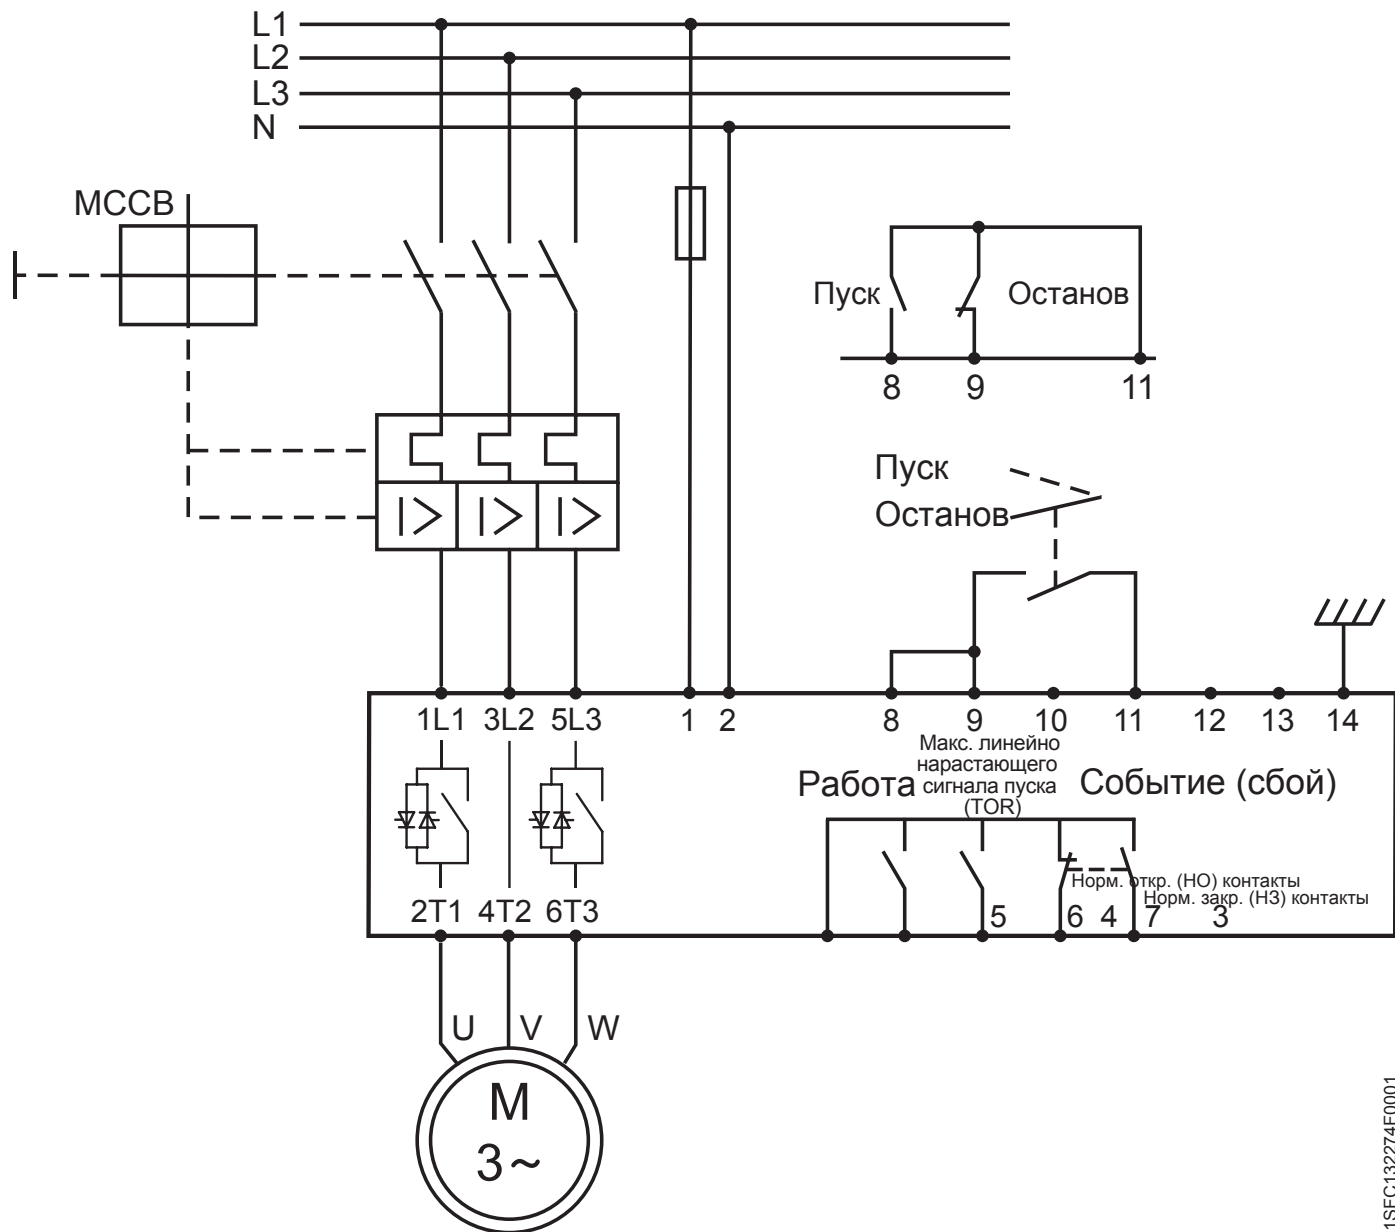 L1
L2
L3
N
MCCB
Пуск
Останов
8 9 11
Пуск
Останов
1L1 3L2 5L3 1 2 8 9 10 11 12 13 14
Макс. линейно
нарастающего
сигнала пуска
(TOR)
Работа
Событие (сбой)
I> I> I>
Норм. откр. (НО) контакты
Норм. закр. (НЗ) контакты
2T1 4T2 6T3 5 6 4 7 3
U V W
M
3~
1SFC132274F0001